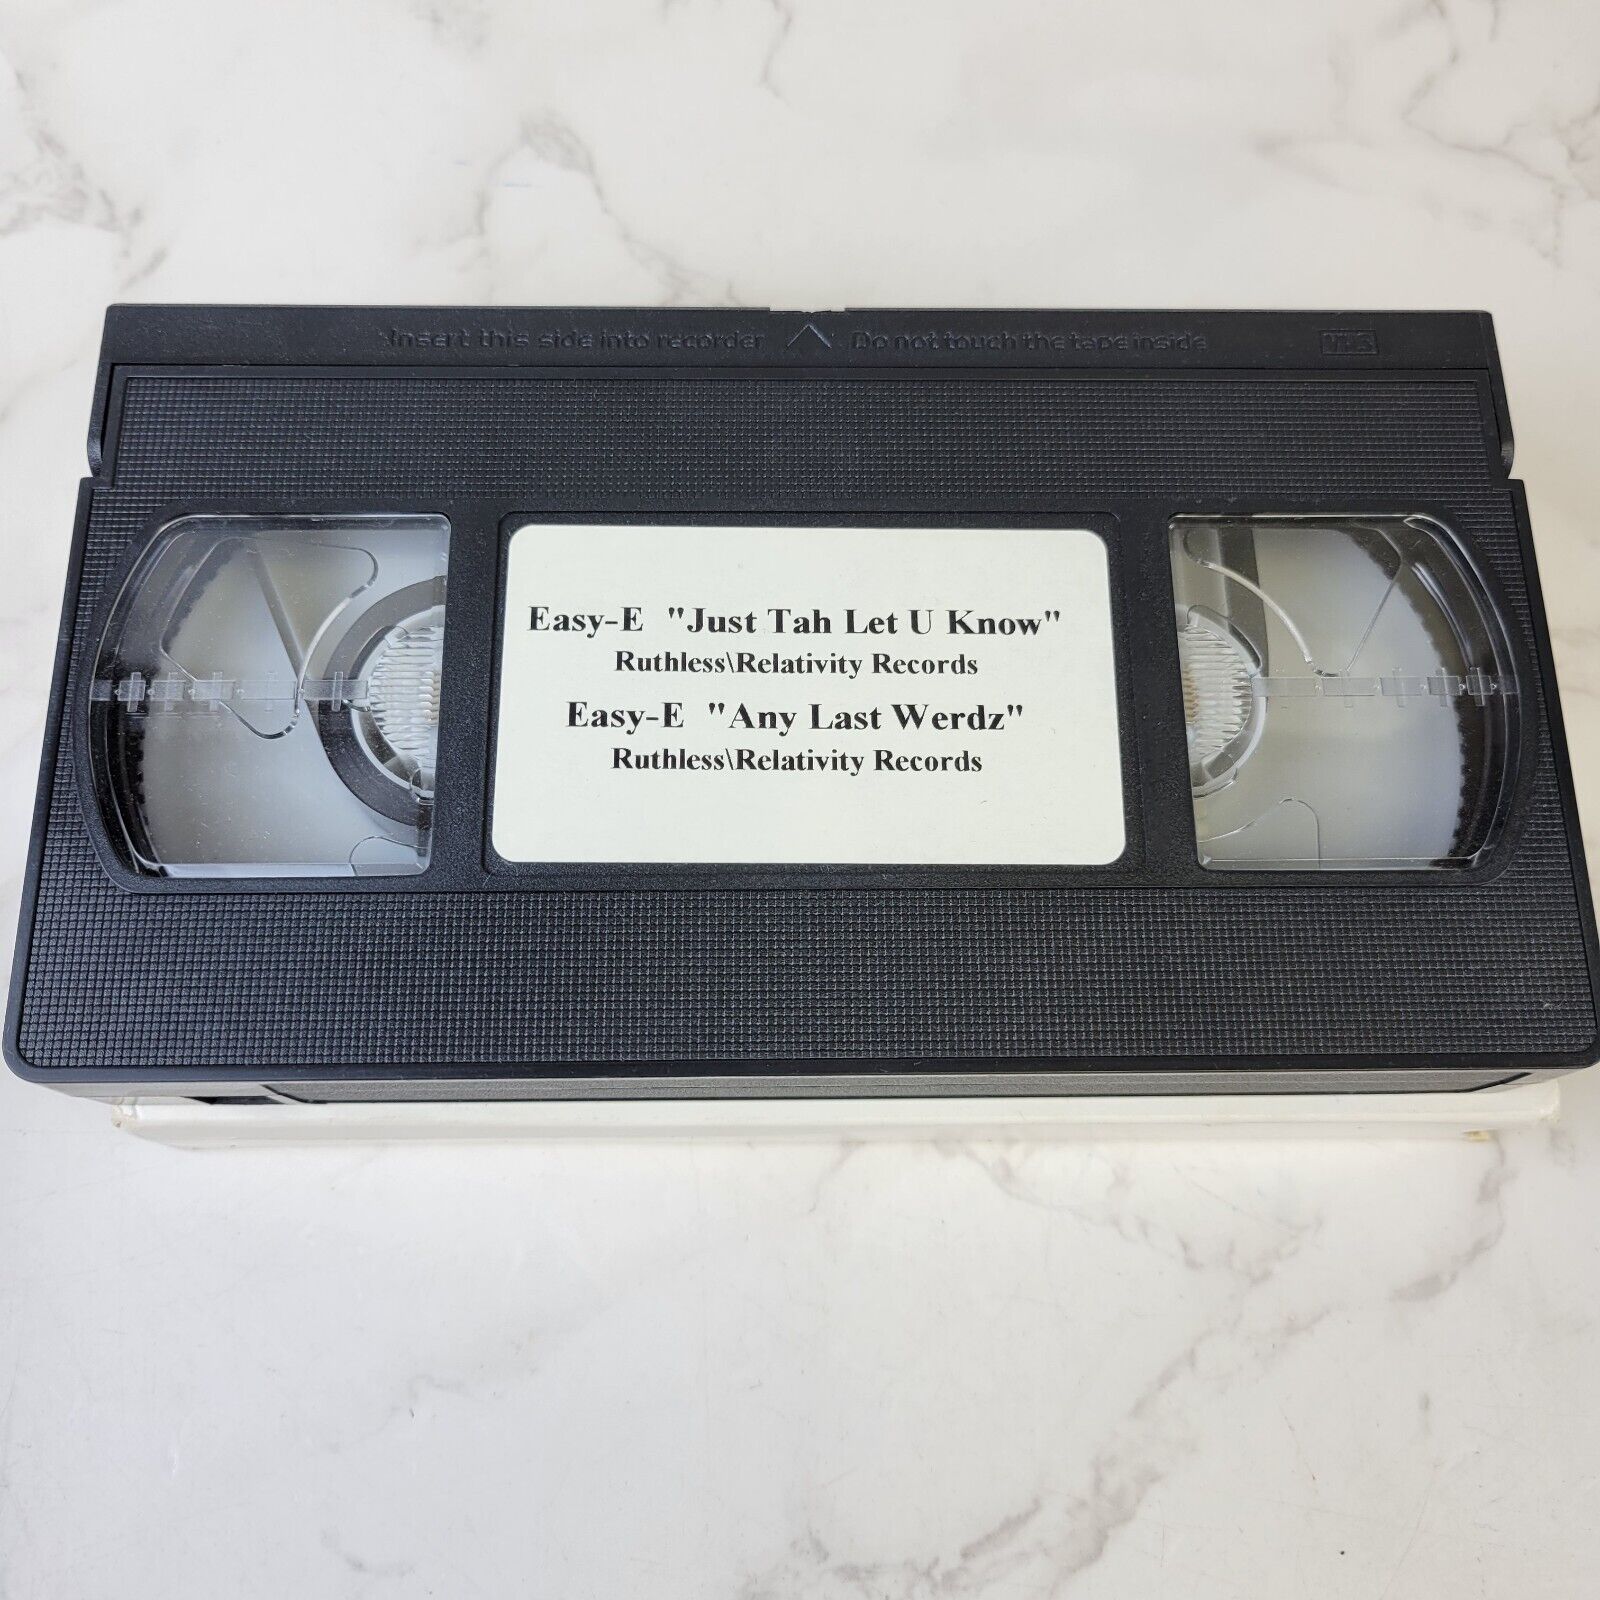 Insert this side into recorder Do not touch the tape inside VHS
Easy-E "Just Tah Let U Know"
Ruthless\Relativity Records
Easy-E "Any Last Werdz"
Ruthless\Relativity Records